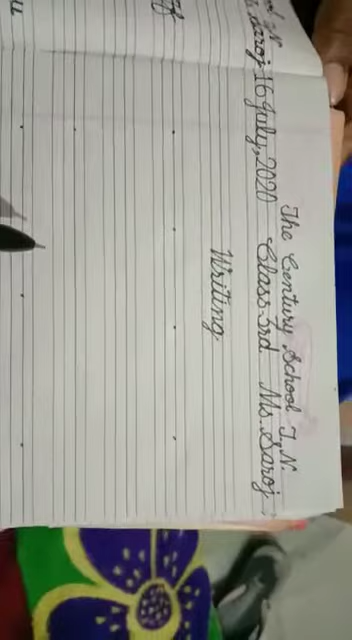 The Century School T.N.
16 July, 2020 Class 3rd Ms. Saroj
Writing